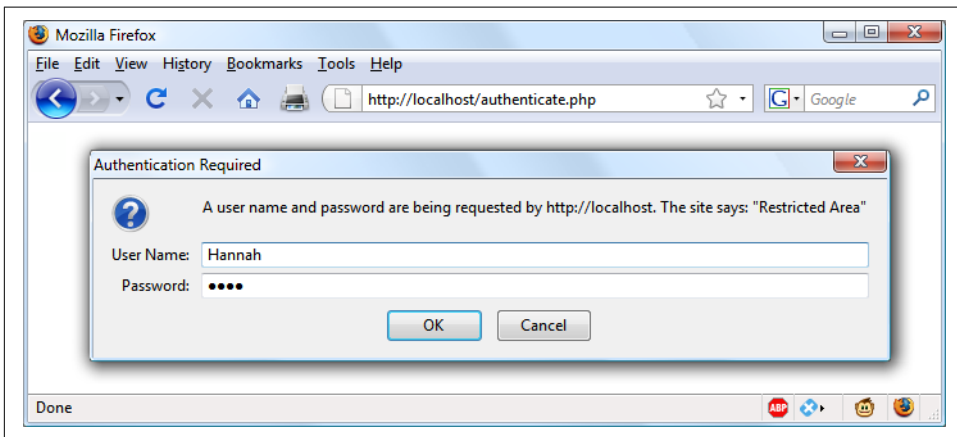 Mozilla Firefox
File Edit View History Bookmarks Tools Help
http://localhost/authenticate.php
G Google
Authentication Required
A user name and password are being requested by http://localhost. The site says: "Restricted Area"
User Name: Hannah
Password: ●●●●
OK Cancel
Done
ABP